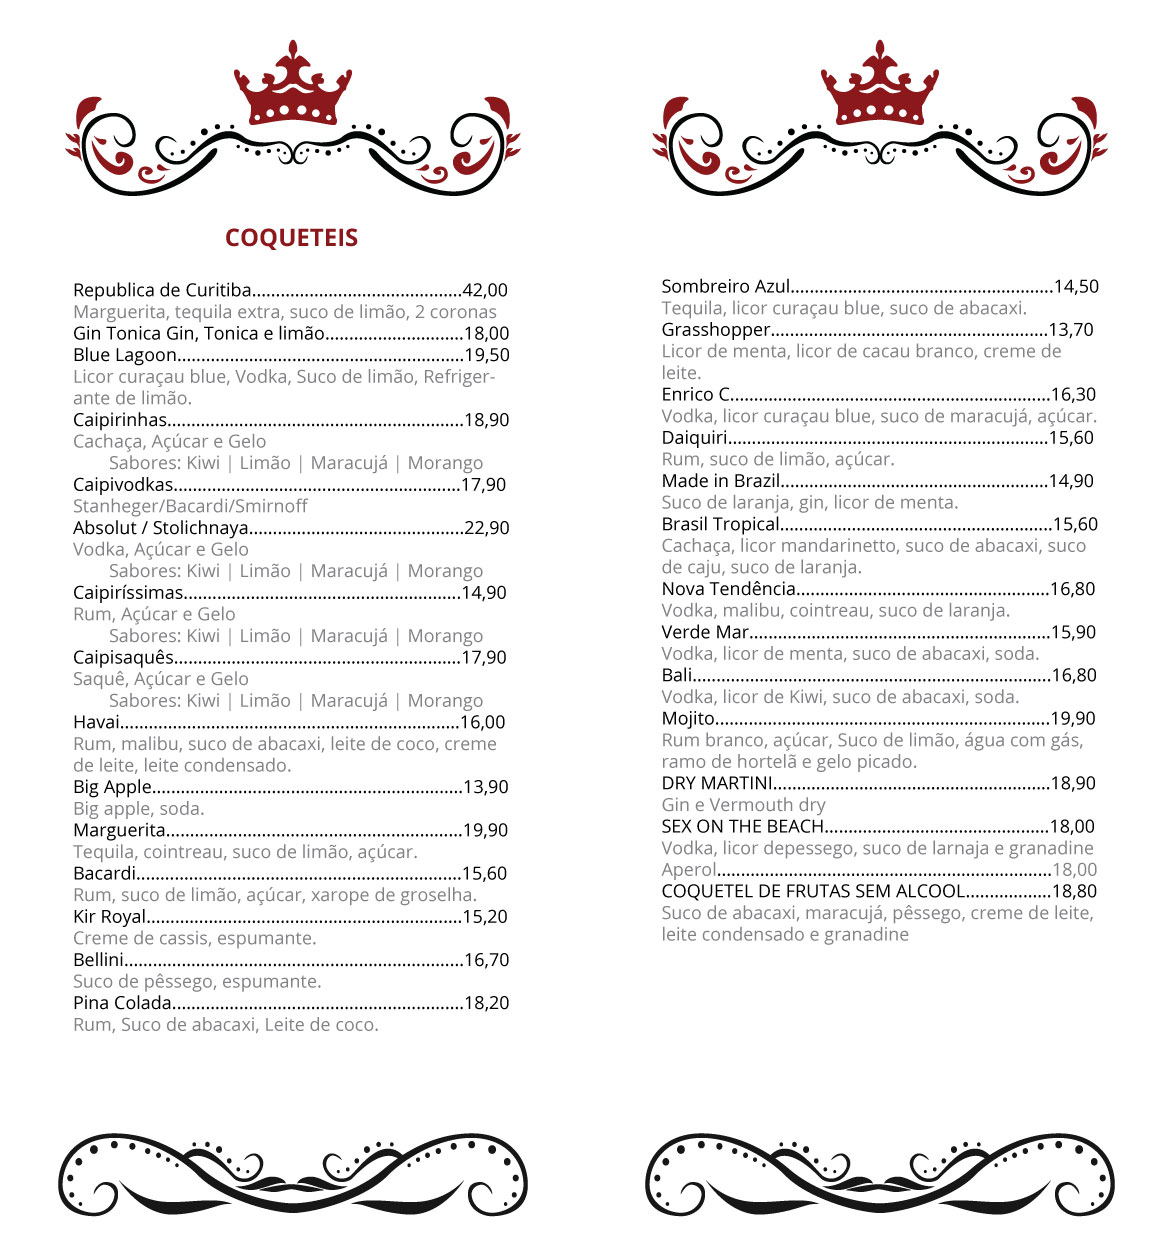 COQUETEIS
Republica de Curitiba............................................42,00
Marguerita, tequila extra, suco de limão, 2 coronas
Gin Tonica Gin, Tonica e limão.............................18,00
Blue Lagoon............................................................19,50
Licor curaçau blue, Vodka, Suco de limão, Refriger-
ante de limão.
Caipirinhas..............................................................18,90
Cachaça, Açúcar e Gelo
Sabores: Kiwi | Limão | Maracujá | Morango
Caipivodkas............................................................17,90
Stanheger/Bacardi/Smirnoff
Absolut / Stolichnaya.............................................22,90
Vodka, Açúcar e Gelo
Sabores: Kiwi | Limão | Maracujá | Morango
Caipiríssimas..........................................................14,90
Rum, Açúcar e Gelo
Sabores: Kiwi | Limão | Maracujá | Morango
Caipisaquês............................................................17,90
Saquê, Açúcar e Gelo
Sabores: Kiwi | Limão | Maracujá | Morango
Havai.......................................................................16,00
Rum, malibu, suco de abacaxi, leite de coco, creme
de leite, leite condensado.
Big Apple.................................................................13,90
Big apple, soda.
Marguerita..............................................................19,90
Tequila, cointreau, suco de limão, açúcar.
Bacardi....................................................................15,60
Rum, suco de limão, açúcar, xarope de groselha.
Kir Royal..................................................................15,20
Creme de cassis, espumante.
Bellini.......................................................................16,70
Suco de pêssego, espumante.
Pina Colada.............................................................18,20
Rum, Suco de abacaxi, Leite de coco.
Sombreiro Azul.......................................................14,50
Tequila, licor curaçau blue, suco de abacaxi.
Grasshopper..........................................................13,70
Licor de menta, licor de cacau branco, creme de
leite.
Enrico C...................................................................16,30
Vodka, licor curaçau blue, suco de maracujá, açúcar.
Daiquiri...................................................................15,60
Rum, suco de limão, açúcar.
Made in Brazil........................................................14,90
Suco de laranja, gin, licor de menta.
Brasil Tropical.........................................................15,60
Cachaça, licor mandarinetto, suco de abacaxi, suco
de caju, suco de laranja.
Nova Tendência.....................................................16,80
Vodka, malibu, cointreau, suco de laranja.
Verde Mar...............................................................15,90
Vodka, licor de menta, suco de abacaxi, soda.
Bali...........................................................................16,80
Vodka, licor de Kiwi, suco de abacaxi, soda.
Mojito......................................................................19,90
Rum branco, açúcar, Suco de limão, água com gás,
ramo de hortelã e gelo picado.
DRY MARTINI..........................................................18,90
Gin e Vermouth dry
SEX ON THE BEACH...............................................18,00
Vodka, licor depessego, suco de larnaja e granadine
Aperol......................................................................18,00
COQUETEL DE FRUTAS SEM ALCOOL..................18,80
Suco de abacaxi, maracujá, pêssego, creme de leite,
leite condensado e granadine